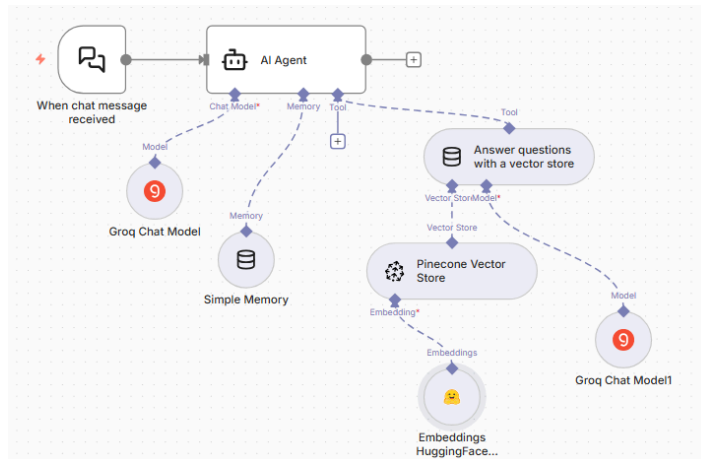 AI Agent
When chat message
received
Chat Model*
Memory
Tool
Tool
Model
Answer questions
with a vector store
Groq Chat Model
Vector Stor
Model*
Memory
Vector Store
Simple Memory
Pinecone Vector
Store
Embedding*
Model
Embeddings
Groq Chat Model1
Embeddings
HuggingFace...